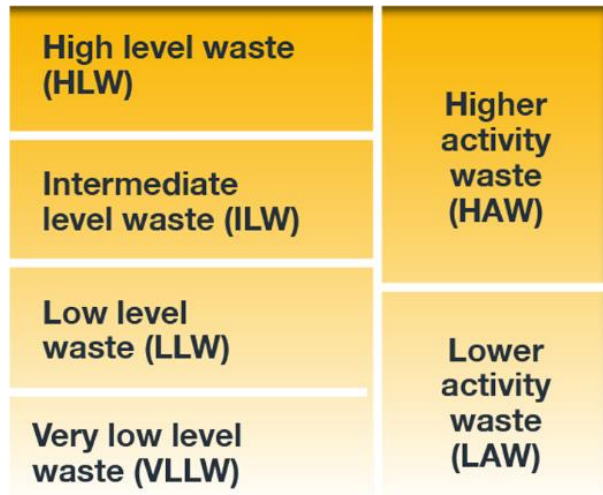 High level waste
(HLW)
Intermediate
level waste (ILW)
Low level
waste (LLW)
Very low level
waste (VLLW)
Higher
activity
waste
(HAW)
Lower
activity
waste
(LAW)